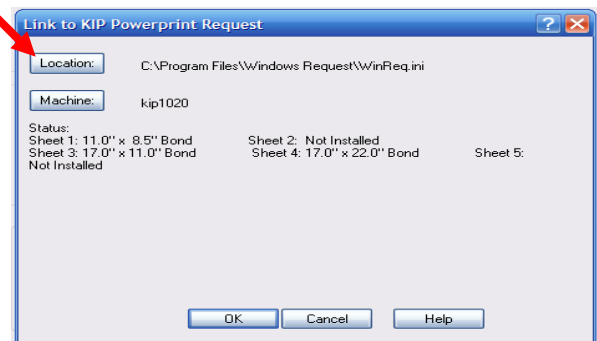 Link to KIP Powerprint Request
Location: C:\Program Files\Windows Request\WinReq.ini
Machine: kip1020
Status:
Sheet 1: 11.0" x 8.5" Bond Sheet 2: Not Installed
Sheet 3: 17.0" x 11.0" Bond Sheet 4: 17.0" x 22.0" Bond Sheet 5:
Not Installed
OK Cancel Help